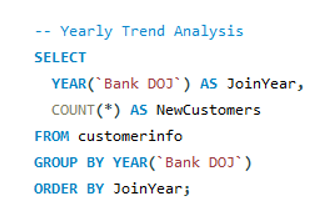 -- Yearly Trend Analysis
SELECT
YEAR(`Bank DOJ`) AS JoinYear,
COUNT(*) AS NewCustomers
FROM customerinfo
GROUP BY YEAR(`Bank DOJ`)
ORDER BY JoinYear;